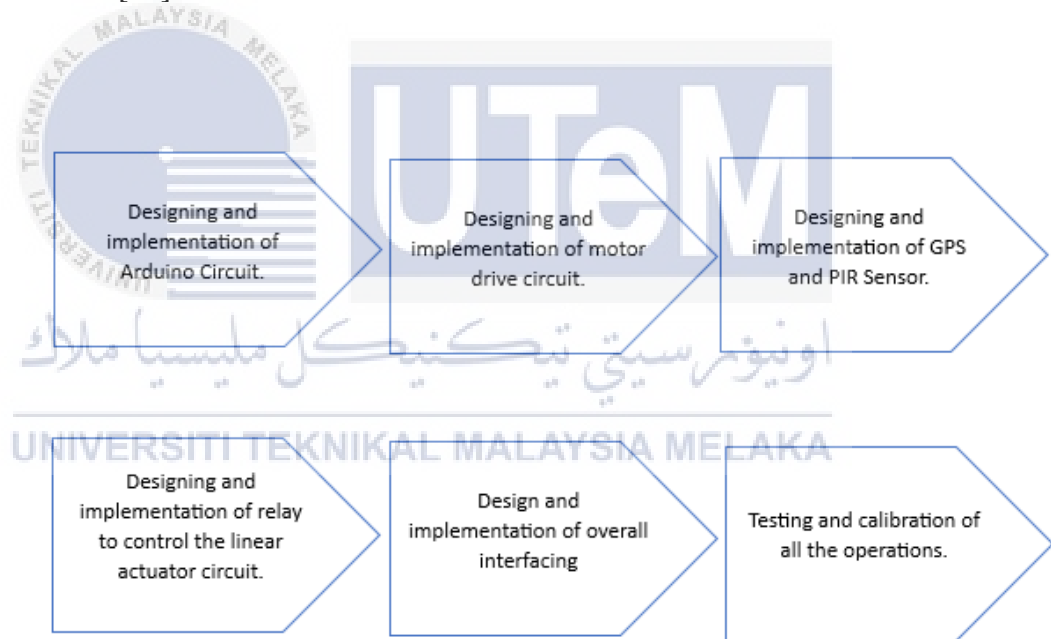 UNIVERSITI TEKNIKAL MALAYSIA MELAKA
UTeM
Designing and
implementation of
Arduino Circuit.
Designing and
implementation of motor
drive circuit.
Designing and
implementation of GPS
and PIR Sensor.
اونيۏرسيتي تيكنيكل مليسيا ملاك
UNIVERSITI TEKNIKAL MALAYSIA MELAKA
Designing and
implementation of relay
to control the linear
actuator circuit.
Design and
implementation of overall
interfacing
Testing and calibration of
all the operations.